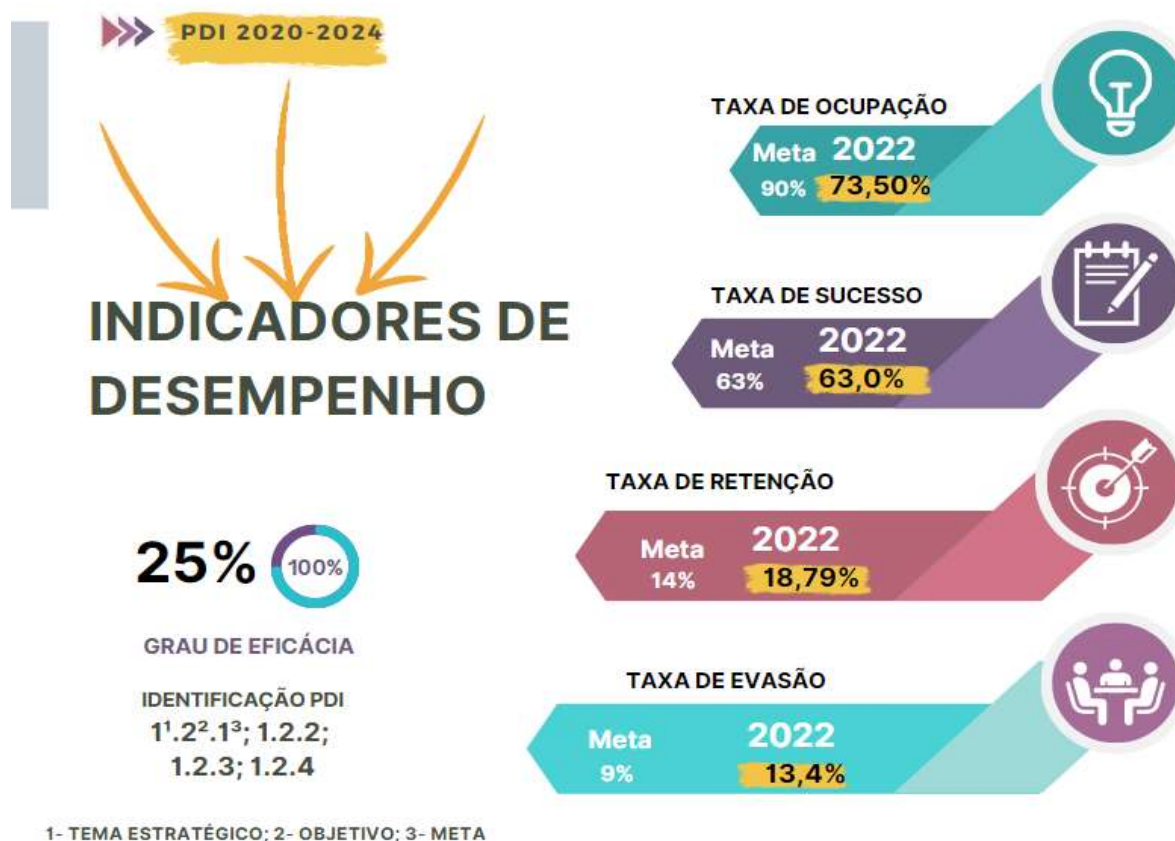 PDI 2020-2024
INDICADORES DE
DESEMPENHO
25%
100%
GRAU DE EFICÁCIA
IDENTIFICAÇÃO PDI
1¹.2².1³; 1.2.2;
1.2.3; 1.2.4
1- TEMA ESTRATÉGICO; 2- OBJETIVO; 3- META
TAXA DE OCUPAÇÃO
Meta 2022
90% 73,50%
TAXA DE SUCESSO
Meta 2022
63% 63,0%
TAXA DE RETENÇÃO
Meta 2022
14% 18,79%
TAXA DE EVASÃO
Meta 2022
9% 13,4%